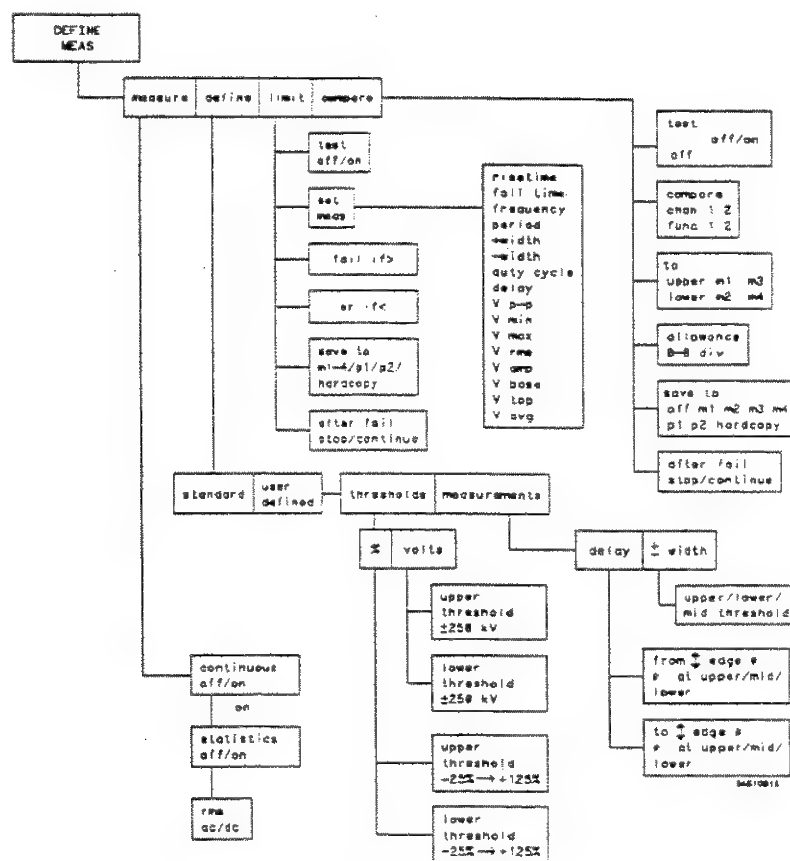 DEFINE
MEAS
measure define limit compare
test
off/on
set
meas
fail if>
or if<
save to
m1-4/p1/p2/
hardcopy
after fail
stop/continue
risetime
fall time
frequency
period
+width
-width
duty cycle
delay
V p-p
V min
V max
V rms
V amp
V base
V top
V avg
test
off/on
off
compare
chan 1 2
func 1 2
to
upper m1 m3
lower m2 m4
allowance
0-8 div
save to
off m1 m2 m3 m4
p1 p2 hardcopy
after fail
stop/continue
standard user
defined
thresholds measurements
% volts
delay ± width
upper
threshold
±250 kV
lower
threshold
±250 kV
upper
threshold
-25%→+125%
lower
threshold
-25%→+125%
upper/lower/
mid threshold
from ↕ edge #
# at upper/mid/
lower
to ↕ edge #
# at upper/mid/
lower
continuous
off/on
on
statistics
off/on
rms
ac/dc